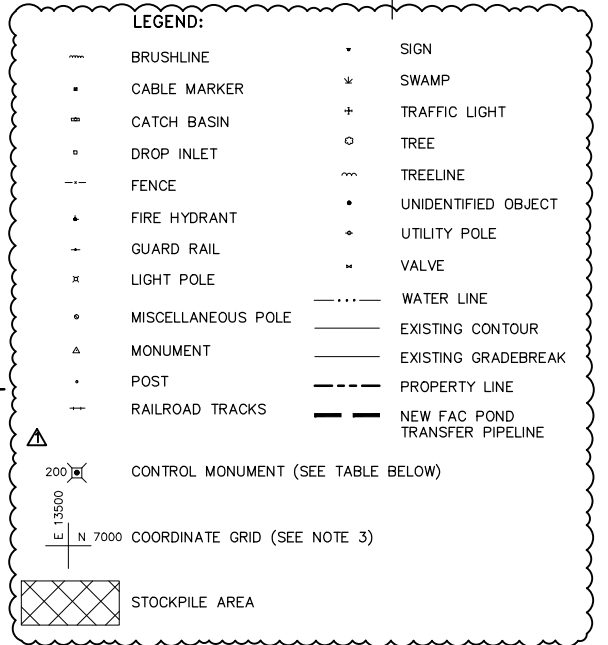 LEGEND:
BRUSHLINE
CABLE MARKER
CATCH BASIN
DROP INLET
FENCE
FIRE HYDRANT
GUARD RAIL
LIGHT POLE
MISCELLANEOUS POLE
MONUMENT
POST
RAILROAD TRACKS
SIGN
SWAMP
TRAFFIC LIGHT
TREE
TREELINE
UNIDENTIFIED OBJECT
UTILITY POLE
VALVE
WATER LINE
EXISTING CONTOUR
EXISTING GRADEBREAK
PROPERTY LINE
NEW FAC POND
TRANSFER PIPELINE
1
200 CONTROL MONUMENT (SEE TABLE BELOW)
E 13500
N 7000 COORDINATE GRID (SEE NOTE 3)
STOCKPILE AREA